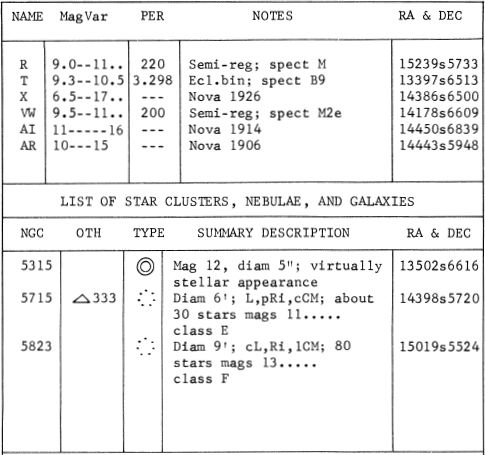 NAME MagVar PER NOTES RA & DEC
R 9.0--11.. 220 Semi-reg; spect M 15239s5733
T 9.3--10.5 3.298 Ecl.bin; spect B9 13397s6513
X 6.5--17.. --- Nova 1926 14386s6500
VW 9.5--11.. 200 Semi-reg; spect M2e 14178s6609
AI 11-----16 --- Nova 1914 14450s6839
AR 10---15 --- Nova 1906 14443s5948
LIST OF STAR CLUSTERS, NEBULAE, AND GALAXIES
NGC OTH TYPE SUMMARY DESCRIPTION RA & DEC
5315 Mag 12, diam 5"; virtually 13502s6616
stellar appearance
5715 △333 Diam 6'; L,pRi,cCM; about 14398s5720
30 stars mags 11.....
class E
5823 Diam 9'; cL,Ri,lCM; 80 15019s5524
stars mags 13.....
class F